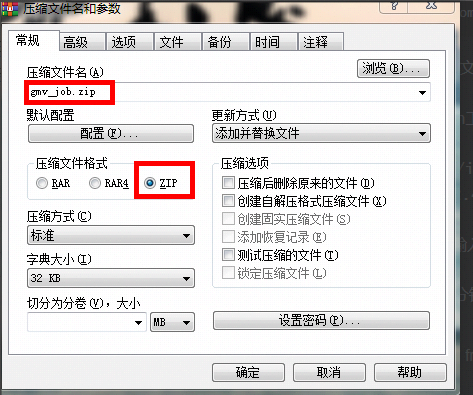 压缩文件名和参数
常规 高级 选项 文件 备份 时间 注释
压缩文件名(A)
浏览(B)...
gmv_job.zip
默认配置
配置(F)...
更新方式(U)
添加并替换文件
压缩文件格式
RAR RAR4 ZIP
压缩方式(C)
标准
字典大小(I)
32 KB
切分为分卷(V),大小
MB
压缩选项
压缩后删除原来的文件(D)
创建自解压格式压缩文件(X)
创建固实压缩文件(S)
添加恢复记录(E)
测试压缩的文件(T)
锁定压缩文件(L)
设置密码(P)...
确定 取消 帮助